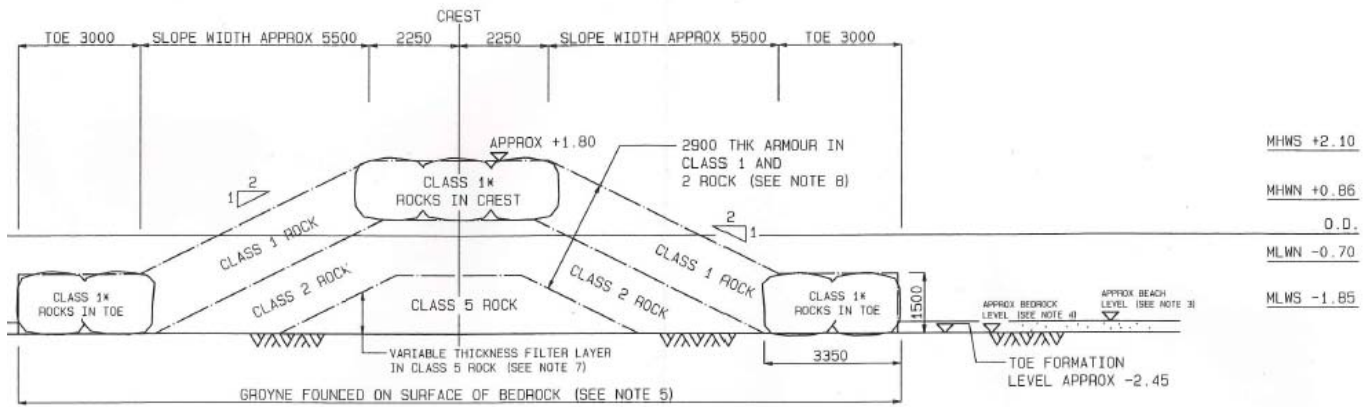 CREST
TOE 3000
SLOPE WIDTH APPROX 5500
2250
2250
SLOPE WIDTH APPROX 5500
TOE 3000
APPROX +1.80
2900 THK ARMOUR IN
CLASS 1 AND
2 ROCK (SEE NOTE 8)
MHWS +2.10
MHWN +0.86
O.D.
MLWN -0.70
MLWS -1.85
2
1
CLASS 1*
ROCKS IN CREST
2
1
CLASS 1 ROCK
CLASS 2 ROCK
CLASS 1 ROCK
CLASS 2 ROCK
CLASS 5 ROCK
CLASS 1*
ROCKS IN TOE
CLASS 1*
ROCKS IN TOE
1500
APPROX BEDROCK
LEVEL (SEE NOTE 4)
APPROX BEACH
LEVEL (SEE NOTE 3)
VARIABLE THICKNESS FILTER LAYER
IN CLASS 5 ROCK (SEE NOTE 7)
3350
TOE FORMATION
LEVEL APPROX -2.45
GROYNE FOUNDED ON SURFACE OF BEDROCK (SEE NOTE 5)